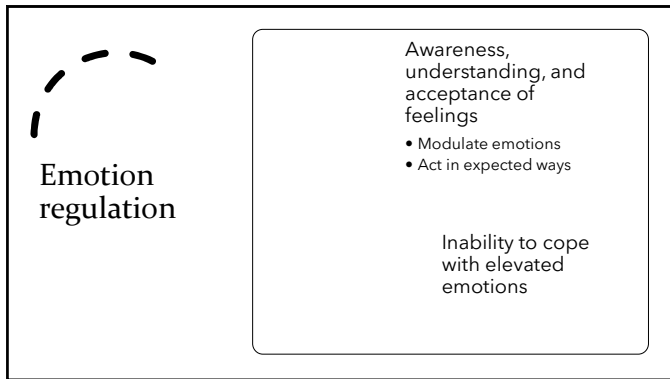 Emotion
regulation
Awareness,
understanding, and
acceptance of
feelings
• Modulate emotions
• Act in expected ways
Inability to cope
with elevated
emotions